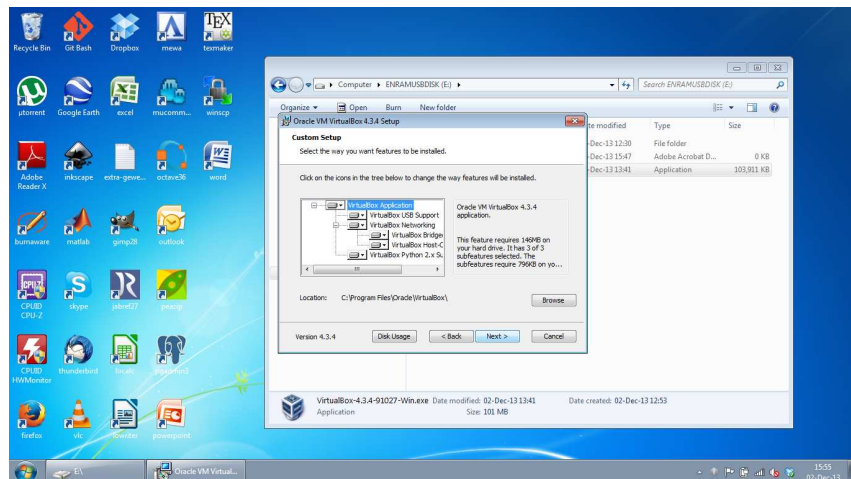 Recycle Bin
Git Bash
Dropbox
mewa
texmaker
µtorrent
Google Earth
excel
mucomm...
winscp
Adobe Reader X
inkscape
extra-gewe...
octave36
word
burnaware
matlab
gimp28
outlook
CPUID CPU-Z
skype
jabref27
peazip
CPUID HWMonitor
thunderbird
localc
firefox
vlc
lowriter
powerpoint
Computer ▸ ENRAMUSBDISK (E:) ▸
Search ENRAMUSBDISK (E:)
Organize
Open
Burn
New folder
te modified
Type
Size
-Dec-13 12:30
File folder
-Dec-13 15:47
Adobe Acrobat D...
0 KB
-Dec-13 13:41
Application
103,911 KB
Oracle VM VirtualBox 4.3.4 Setup
Custom Setup
Select the way you want features to be installed.
Click on the icons in the tree below to change the way features will be installed.
VirtualBox Application
VirtualBox USB Support
VirtualBox Networking
VirtualBox Bridge
VirtualBox Host-C
VirtualBox Python 2.x Su
Oracle VM VirtualBox 4.3.4
application.
This feature requires 146MB on
your hard drive. It has 3 of 3
subfeatures selected. The
subfeatures require 796KB on yo...
Location: C:\Program Files\Oracle\VirtualBox\
Browse
Version 4.3.4
Disk Usage
< Back
Next >
Cancel
VirtualBox-4.3.4-91027-Win.exe Date modified: 02-Dec-13 13:41 Date created: 02-Dec-13 12:53
Application Size: 101 MB
E:\
Oracle VM Virtual...
15:55
02-Dec-13